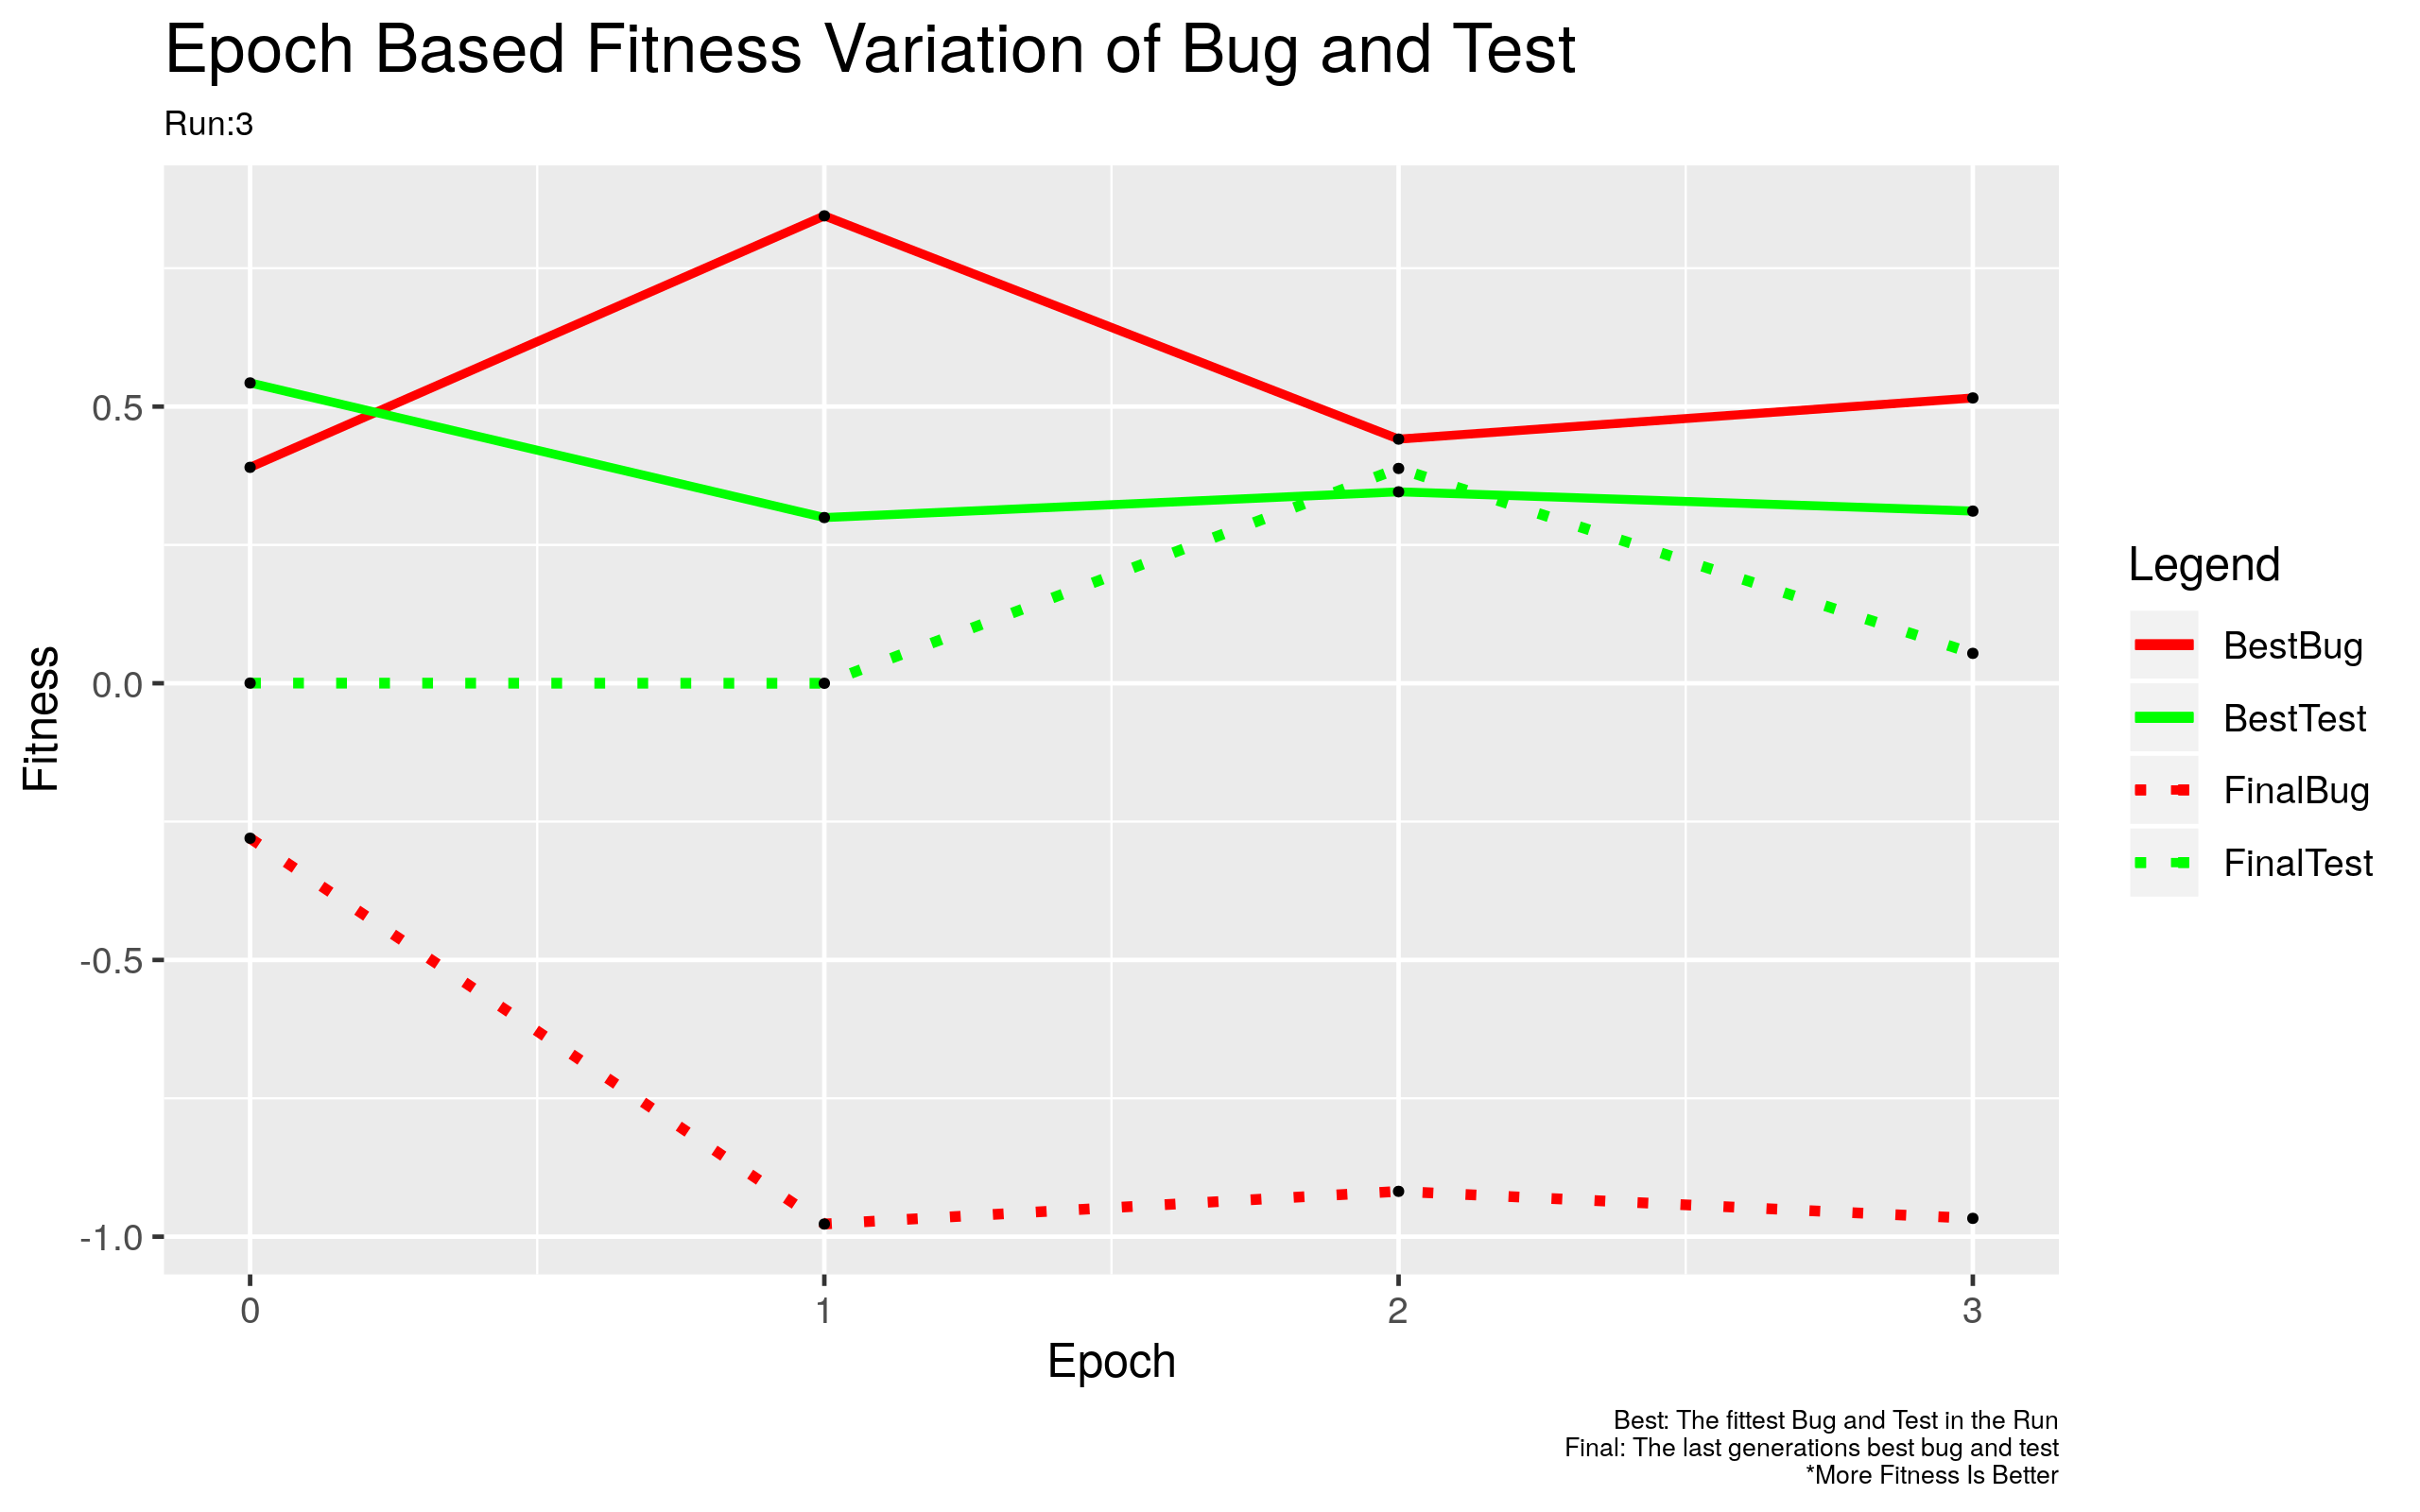 Epoch Based Fitness Variation of Bug and Test
Run:3
Fitness
0.5
0.0
-0.5
-1.0
0 1 2 3
Epoch
Legend
BestBug
BestTest
FinalBug
FinalTest
Best: The fittest Bug and Test in the Run
Final: The last generations best bug and test
*More Fitness Is Better